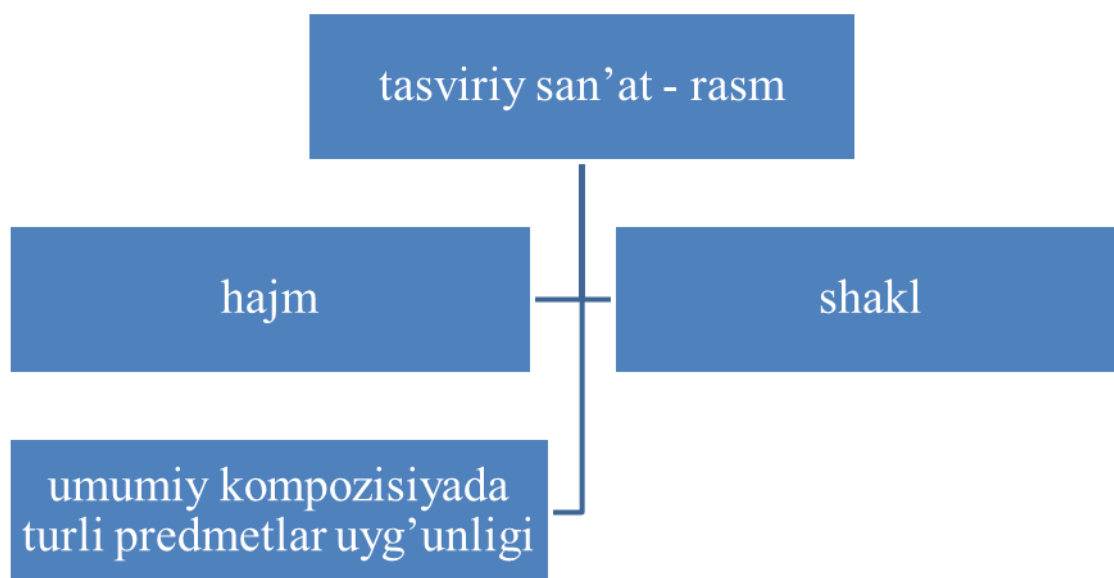 tasviriy san’at - rasm
hajm
shakl
umumiy kompozisiyada
turli predmetlar uyg’unligi